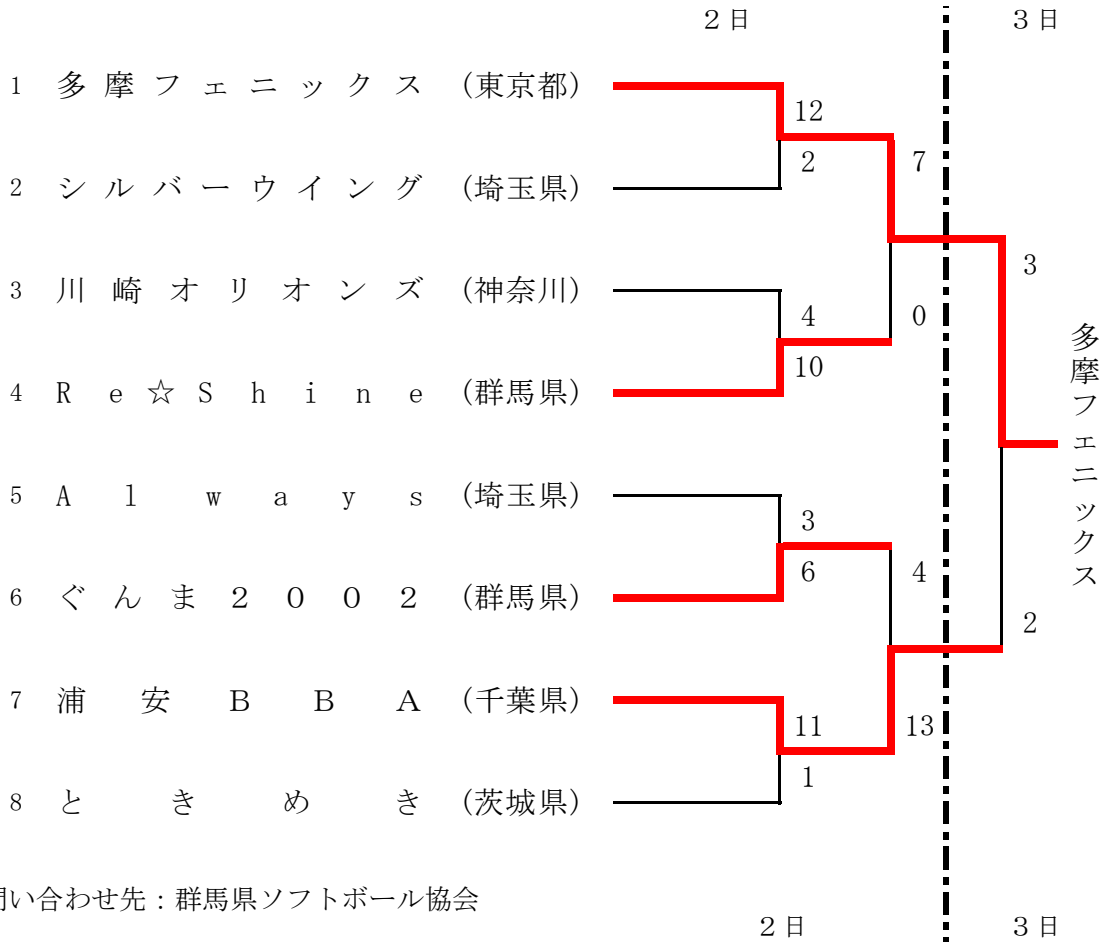 ２日 ３日
1 多摩フェニックス (東京都)
12
2 7
2 シルバーウイング (埼玉県)
3
3 川崎オリオンズ (神奈川)
4 0
10
4 Re☆Shine (群馬県)
多摩フェニックス
5 Always (埼玉県)
3
6 4
6 ぐんま２００２ (群馬県)
2
7 浦安ＢＢＡ (千葉県)
11 13
1
8 ときめき (茨城県)
問い合わせ先：群馬県ソフトボール協会
２日 ３日